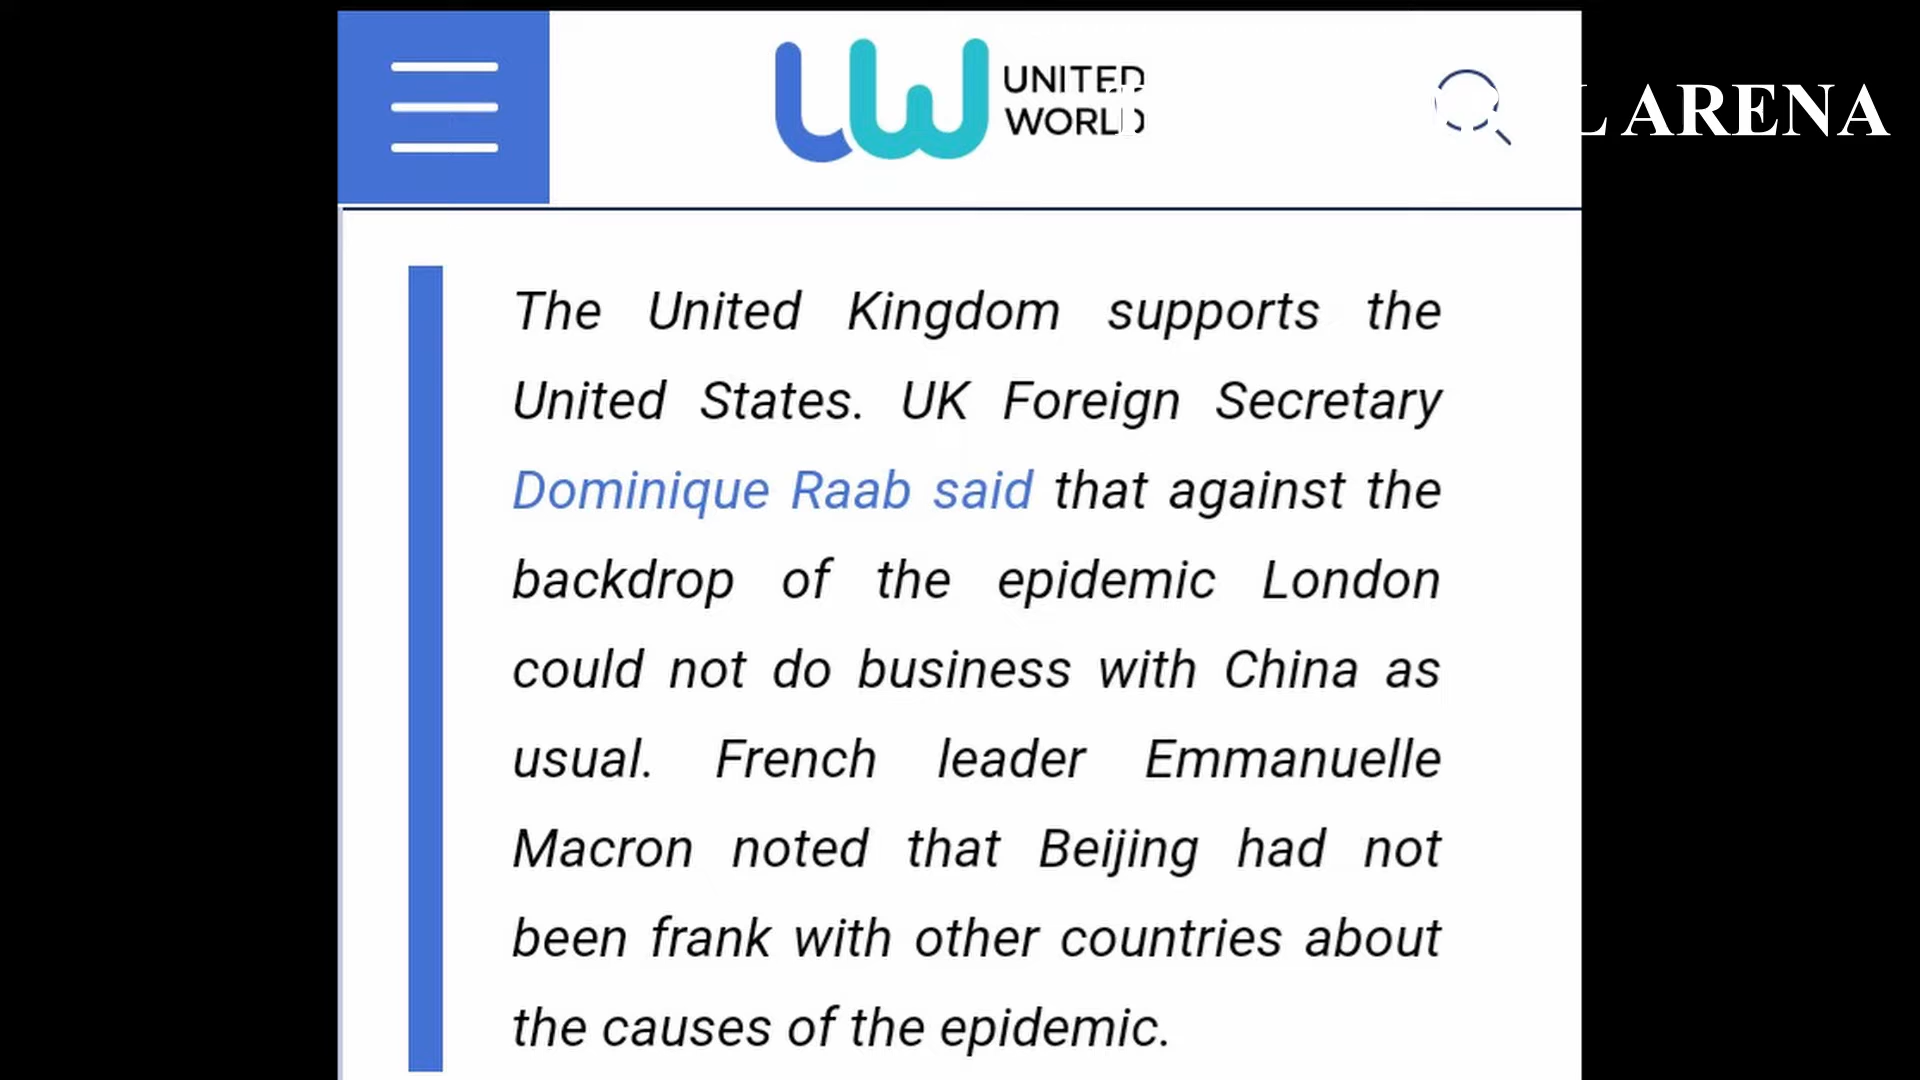 UNITED
WORLD
ARENA
The United Kingdom supports the
United States. UK Foreign Secretary
Dominique Raab said that against the
backdrop of the epidemic London
could not do business with China as
usual. French leader Emmanuelle
Macron noted that Beijing had not
been frank with other countries about
the causes of the epidemic.